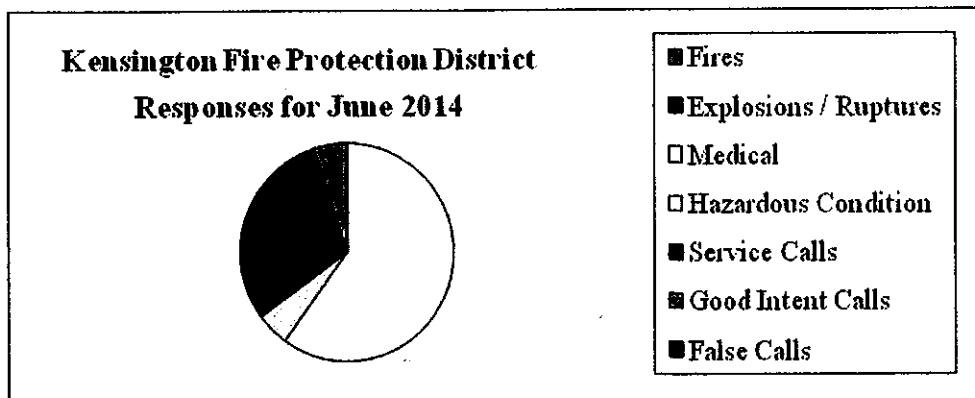 Kensington Fire Protection District
Responses for June 2014
Fires
Explosions / Ruptures
Medical
Hazardous Condition
Service Calls
Good Intent Calls
False Calls